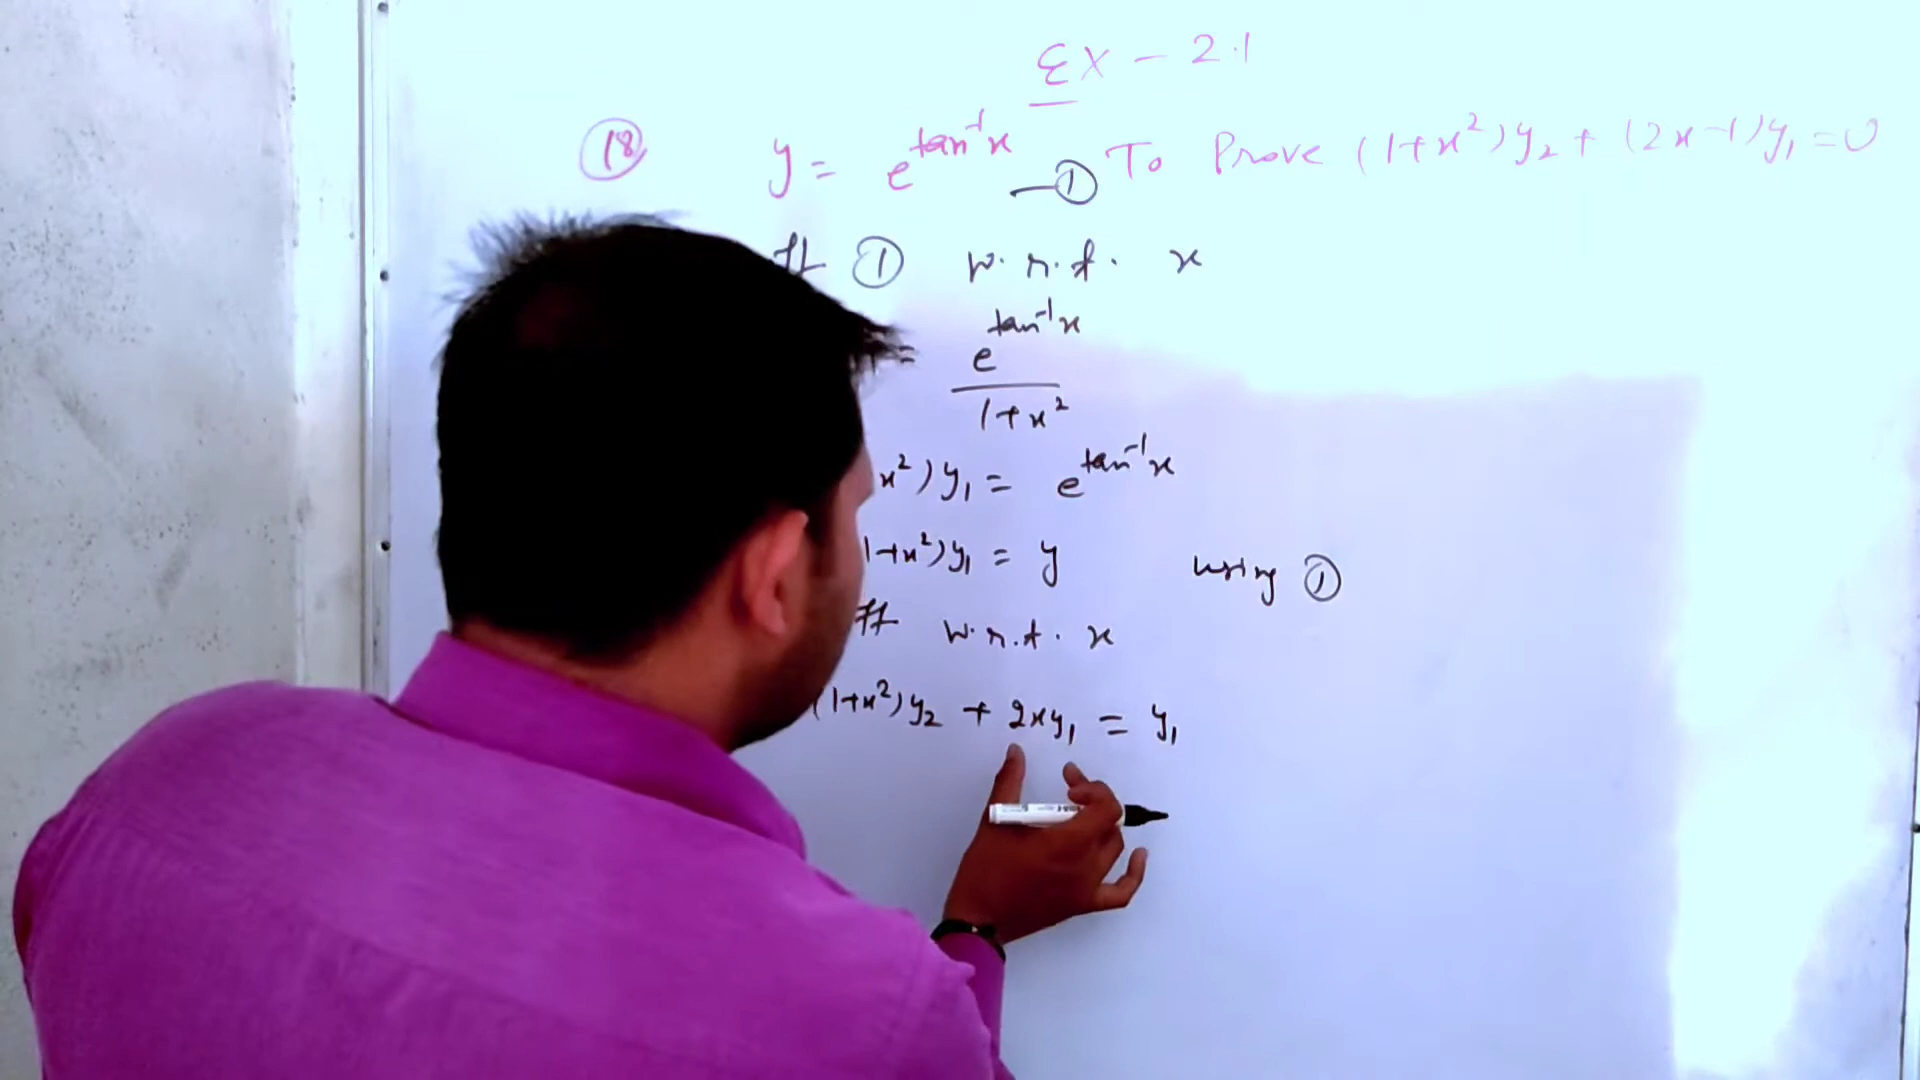 Ex - 2.1
(18) y = e^{tan⁻¹x} —① To Prove (1+x²)y₂ + (2x-1)y₁ = 0
① w.r.t. x
= e^{tan⁻¹x} / 1+x²
x²)y₁ = e^{tan⁻¹x}
1+x²)y₁ = y using ①
w.r.t. x
(1+x²)y₂ + 2xy₁ = y₁